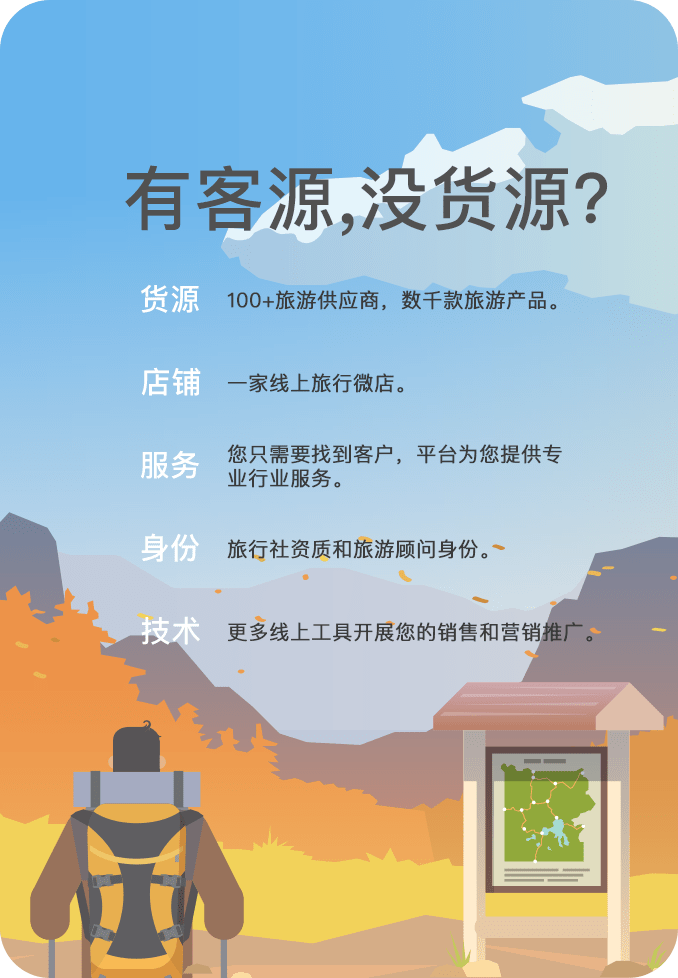 有客源,没货源?
货源 100+旅游供应商，数千款旅游产品。
店铺 一家线上旅行微店。
服务 您只需要找到客户，平台为您提供专
业行业服务。
身份 旅行社资质和旅游顾问身份。
技术 更多线上工具开展您的销售和营销推广。